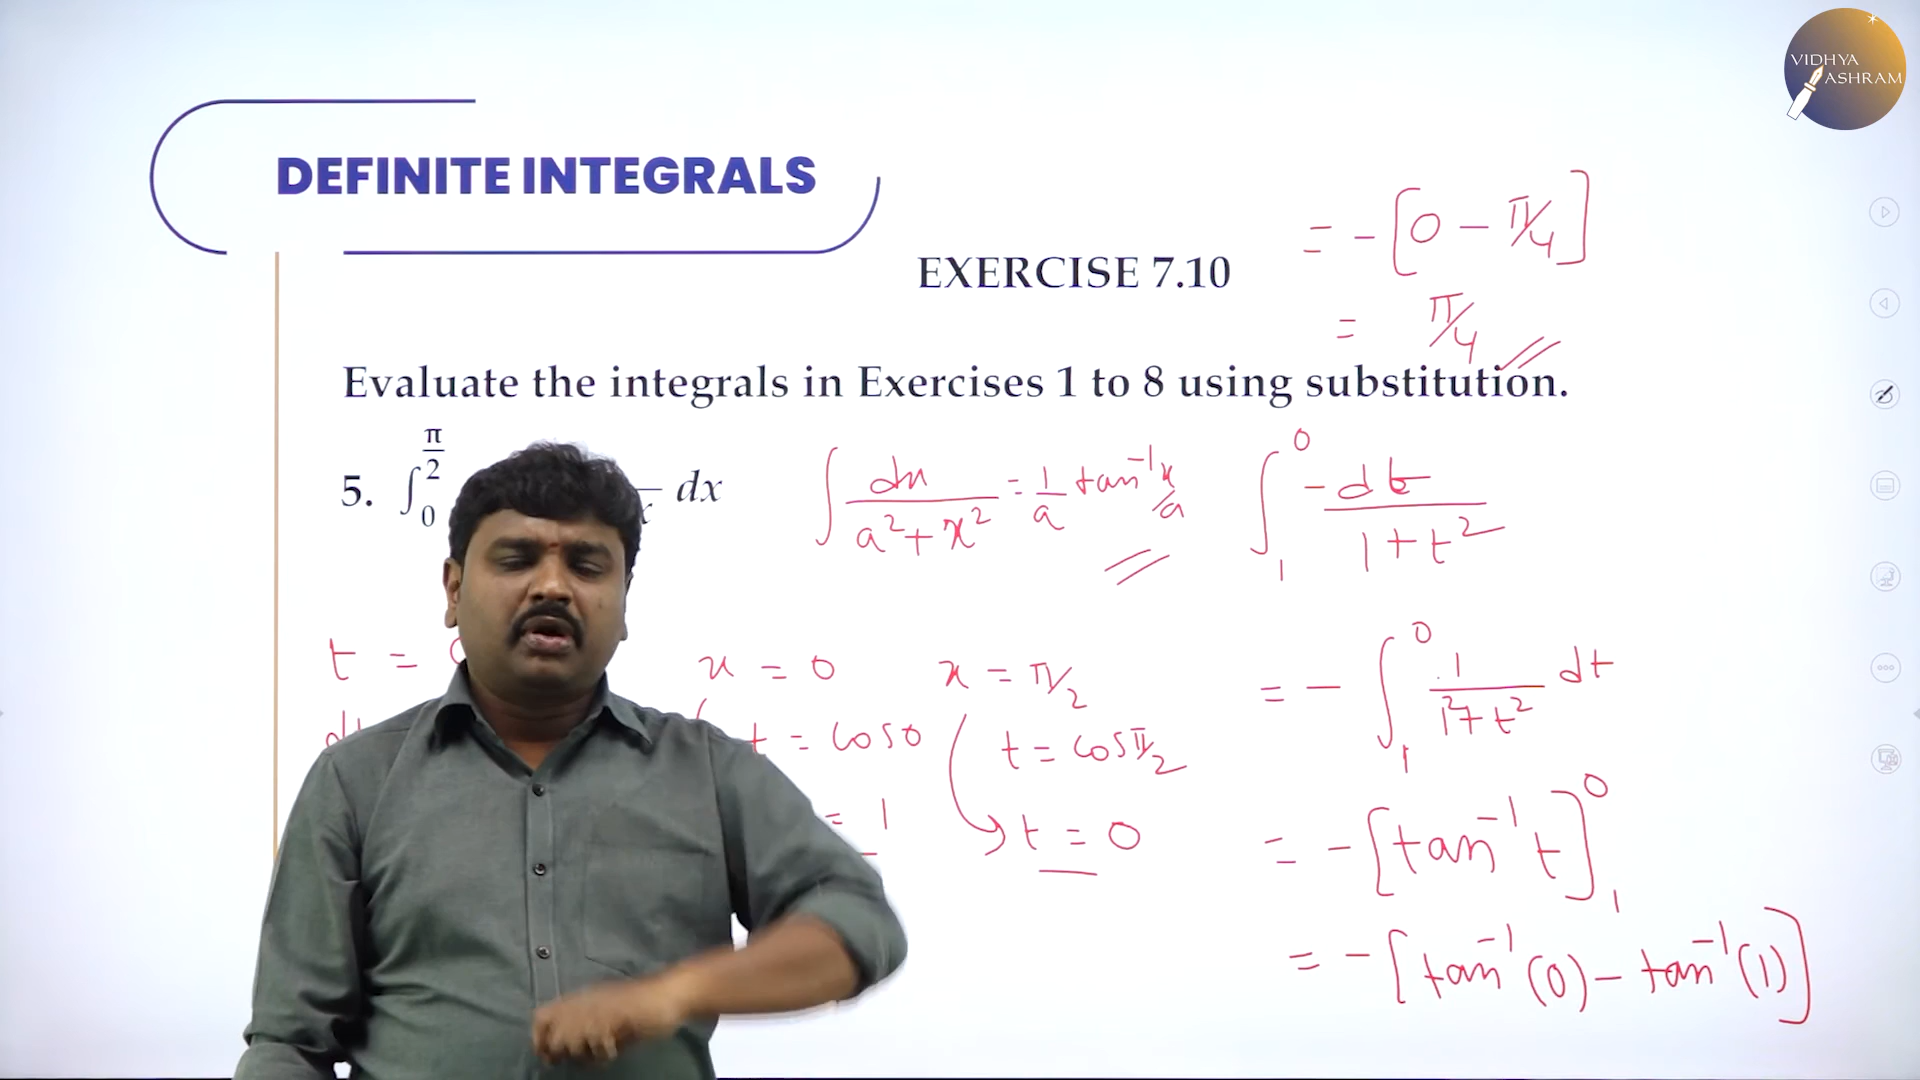 VIDHYA
ASHRAM
DEFINITE INTEGRALS
EXERCISE 7.10
= -[0 - π/4]
= π/4
Evaluate the integrals in Exercises 1 to 8 using substitution.
5. ∫₀^(π/2) dx
∫ dx/(a²+x²) = 1/a tan⁻¹ x/a
∫₁⁰ -dt/(1+t²)
t =
x = 0
x = π/2
= - ∫₁⁰ 1/(1²+t²) dt
t = cos0
t = cos π/2
= 1
t = 0
= -[tan⁻¹ t]₁⁰
= -[tan⁻¹(0) - tan⁻¹(1)]